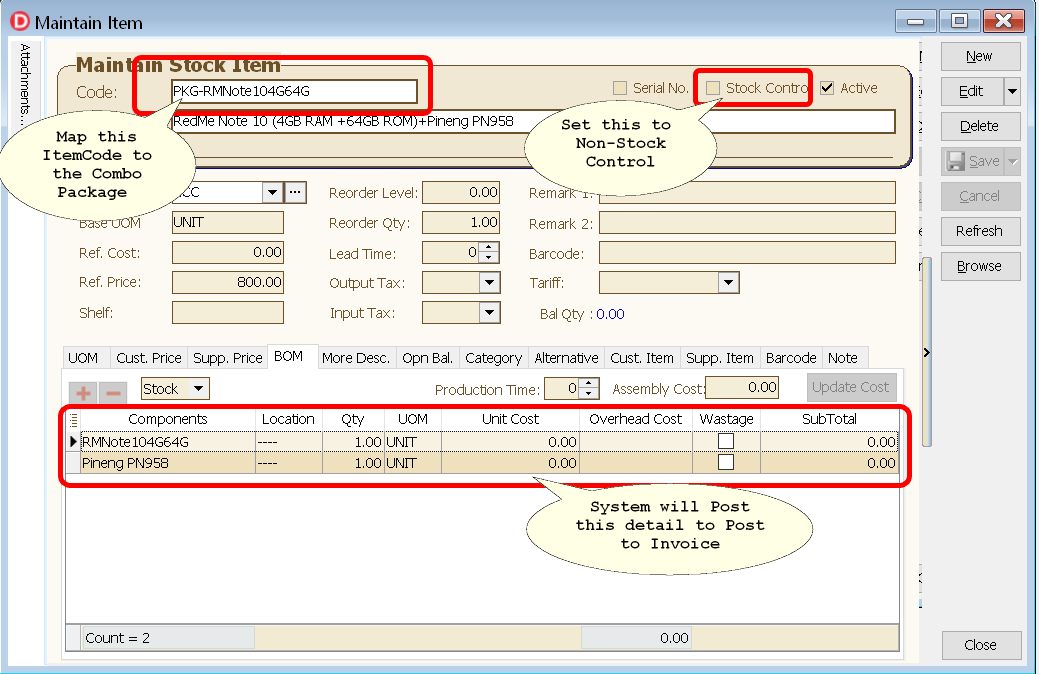 D Maintain Item
Attachments...
Maintain Stock Item
Code: PKG-RMNote104G64G
Serial No. Stock Contro Active
RedMe Note 10 (4GB RAM +64GB ROM)+Pineng PN958
Map this
ItemCode to
the Combo
Package
Set this to
Non-Stock
Control
CC
Reorder Level: 0.00
Remark 1:
Base UOM UNIT
Reorder Qty: 1.00
Remark 2:
Ref. Cost: 0.00
Lead Time: 0
Barcode:
Ref. Price: 800.00
Output Tax:
Tariff:
Shelf:
Input Tax:
Bal Qty : 0.00
UOM Cust. Price Supp. Price BOM More Desc. Opn Bal. Category Alternative Cust. Item Supp. Item Barcode Note
Stock Production Time: 0 Assembly Cost: 0.00 Update Cost
Components Location Qty UOM Unit Cost Overhead Cost Wastage SubTotal
RMNote104G64G ---- 1.00 UNIT 0.00 0.00
Pineng PN958 ---- 1.00 UNIT 0.00 0.00
System will Post
this detail to Post
to Invoice
Count = 2 0.00
New
Edit
Delete
Save
Cancel
Refresh
Browse
Close